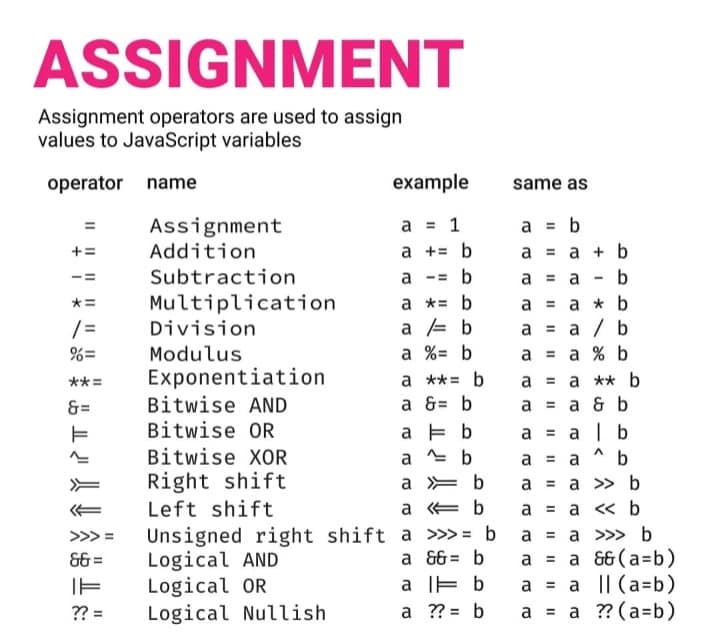 ASSIGNMENT
Assignment operators are used to assign
values to JavaScript variables
operator name example same as
= Assignment a = 1 a = b
+= Addition a += b a = a + b
-= Subtraction a -= b a = a - b
*= Multiplication a *= b a = a * b
/= Division a /= b a = a / b
%= Modulus a %= b a = a % b
**= Exponentiation a **= b a = a ** b
&= Bitwise AND a &= b a = a & b
|= Bitwise OR a |= b a = a | b
^= Bitwise XOR a ^= b a = a ^ b
>>= Right shift a >>= b a = a >> b
<<= Left shift a <<= b a = a << b
>>>= Unsigned right shift a >>>= b a = a >>> b
&&= Logical AND a &&= b a = a &&(a=b)
||= Logical OR a ||= b a = a ||(a=b)
??= Logical Nullish a ??= b a = a ??(a=b)